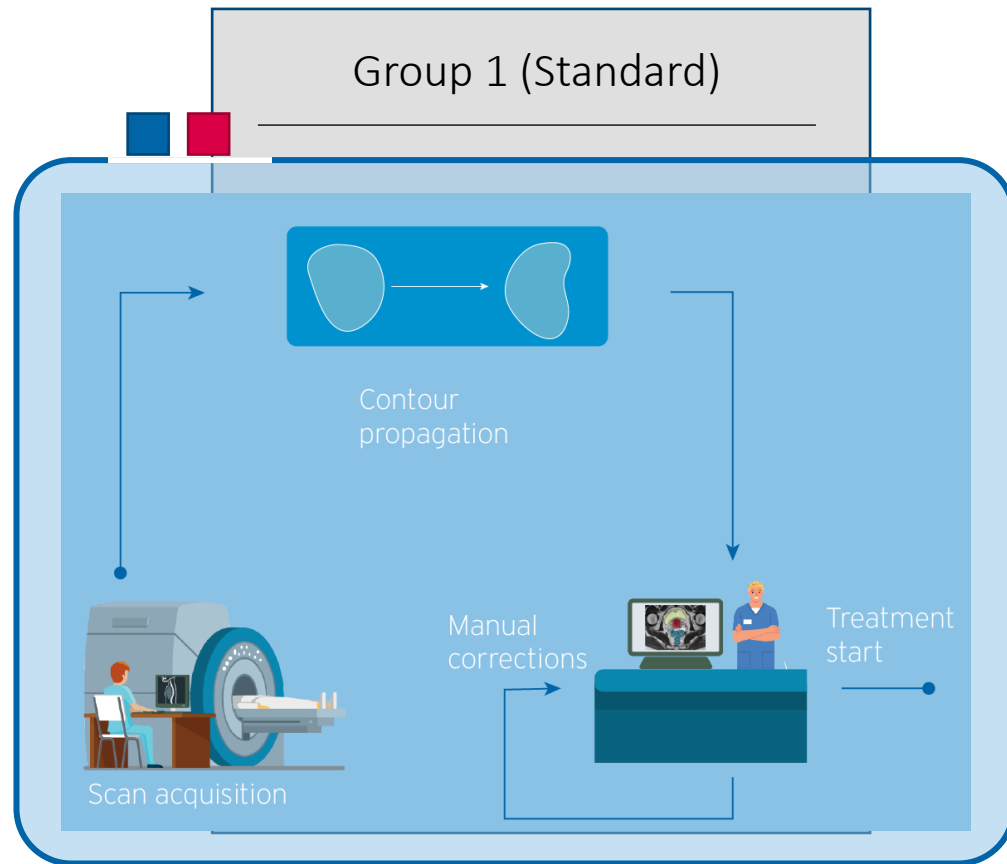 Group 1 (Standard)
Contour
propagation
Manual
corrections
Treatment
start
Scan acquisition